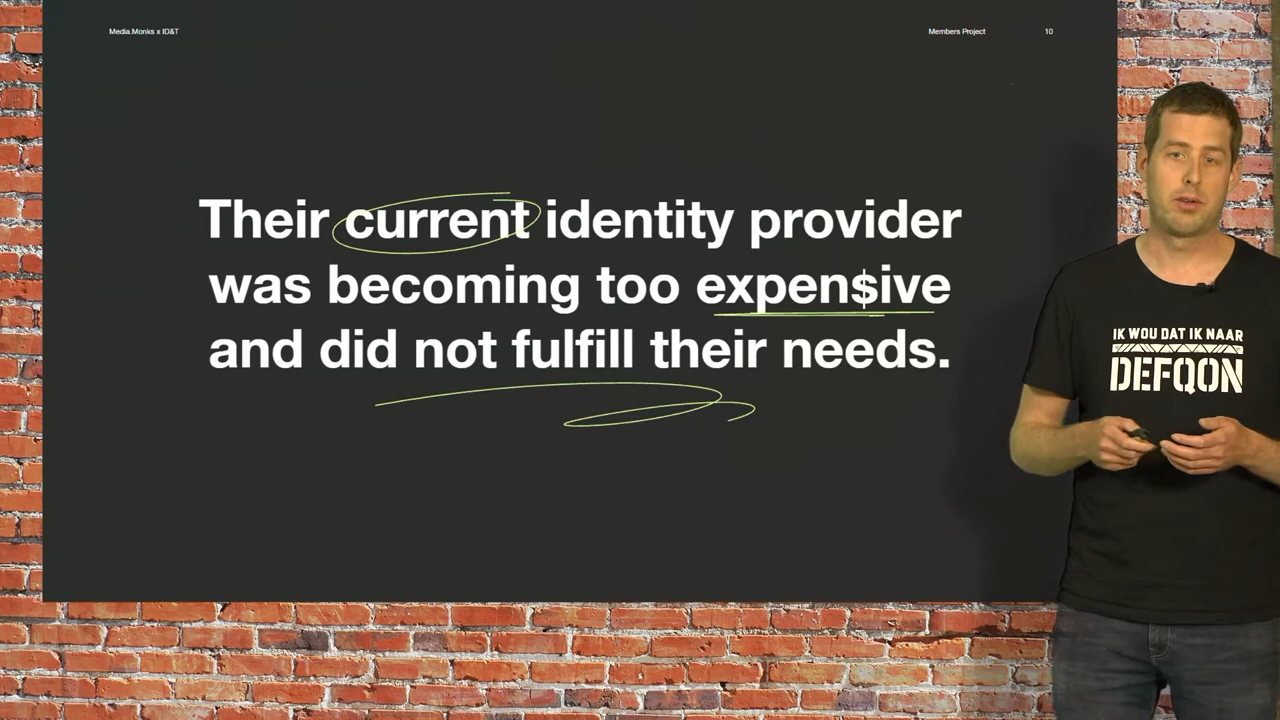 Media.Monks x ID&T
Members Project
10
Their current identity provider
was becoming too expen$ive
and did not fulfill their needs.
IK WOU DAT IK NAAR
DEFQON